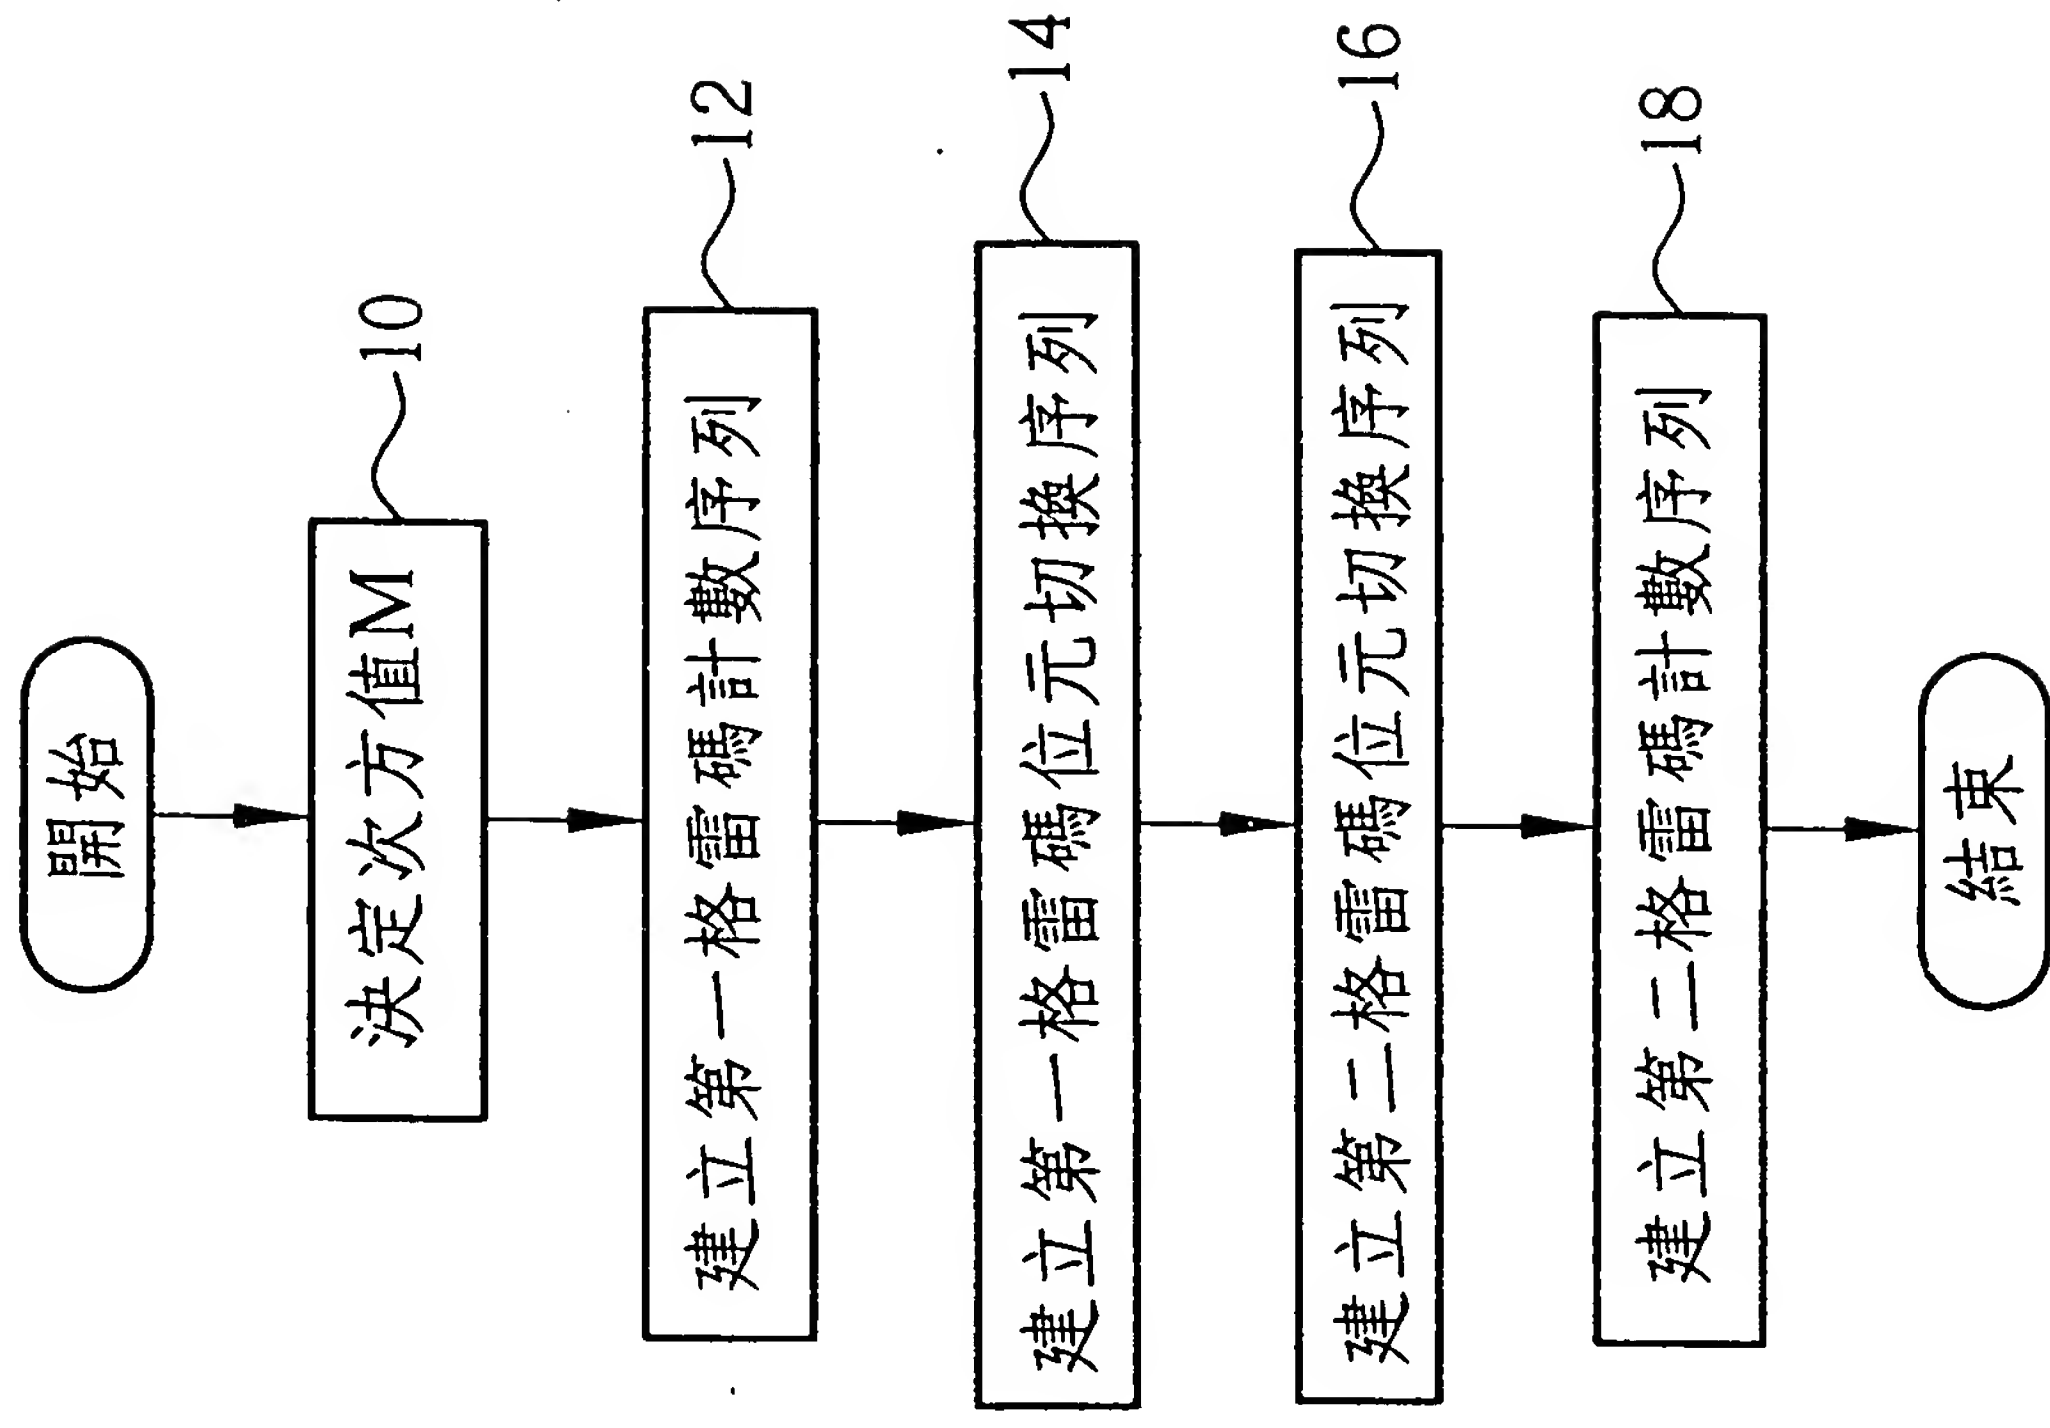 開始
10
決定次方值M
12
建立第一格雷碼計數序列
14
建立第一格雷碼位元切換序列
16
建立第二格雷碼位元切換序列
18
建立第二格雷碼計數序列
結束